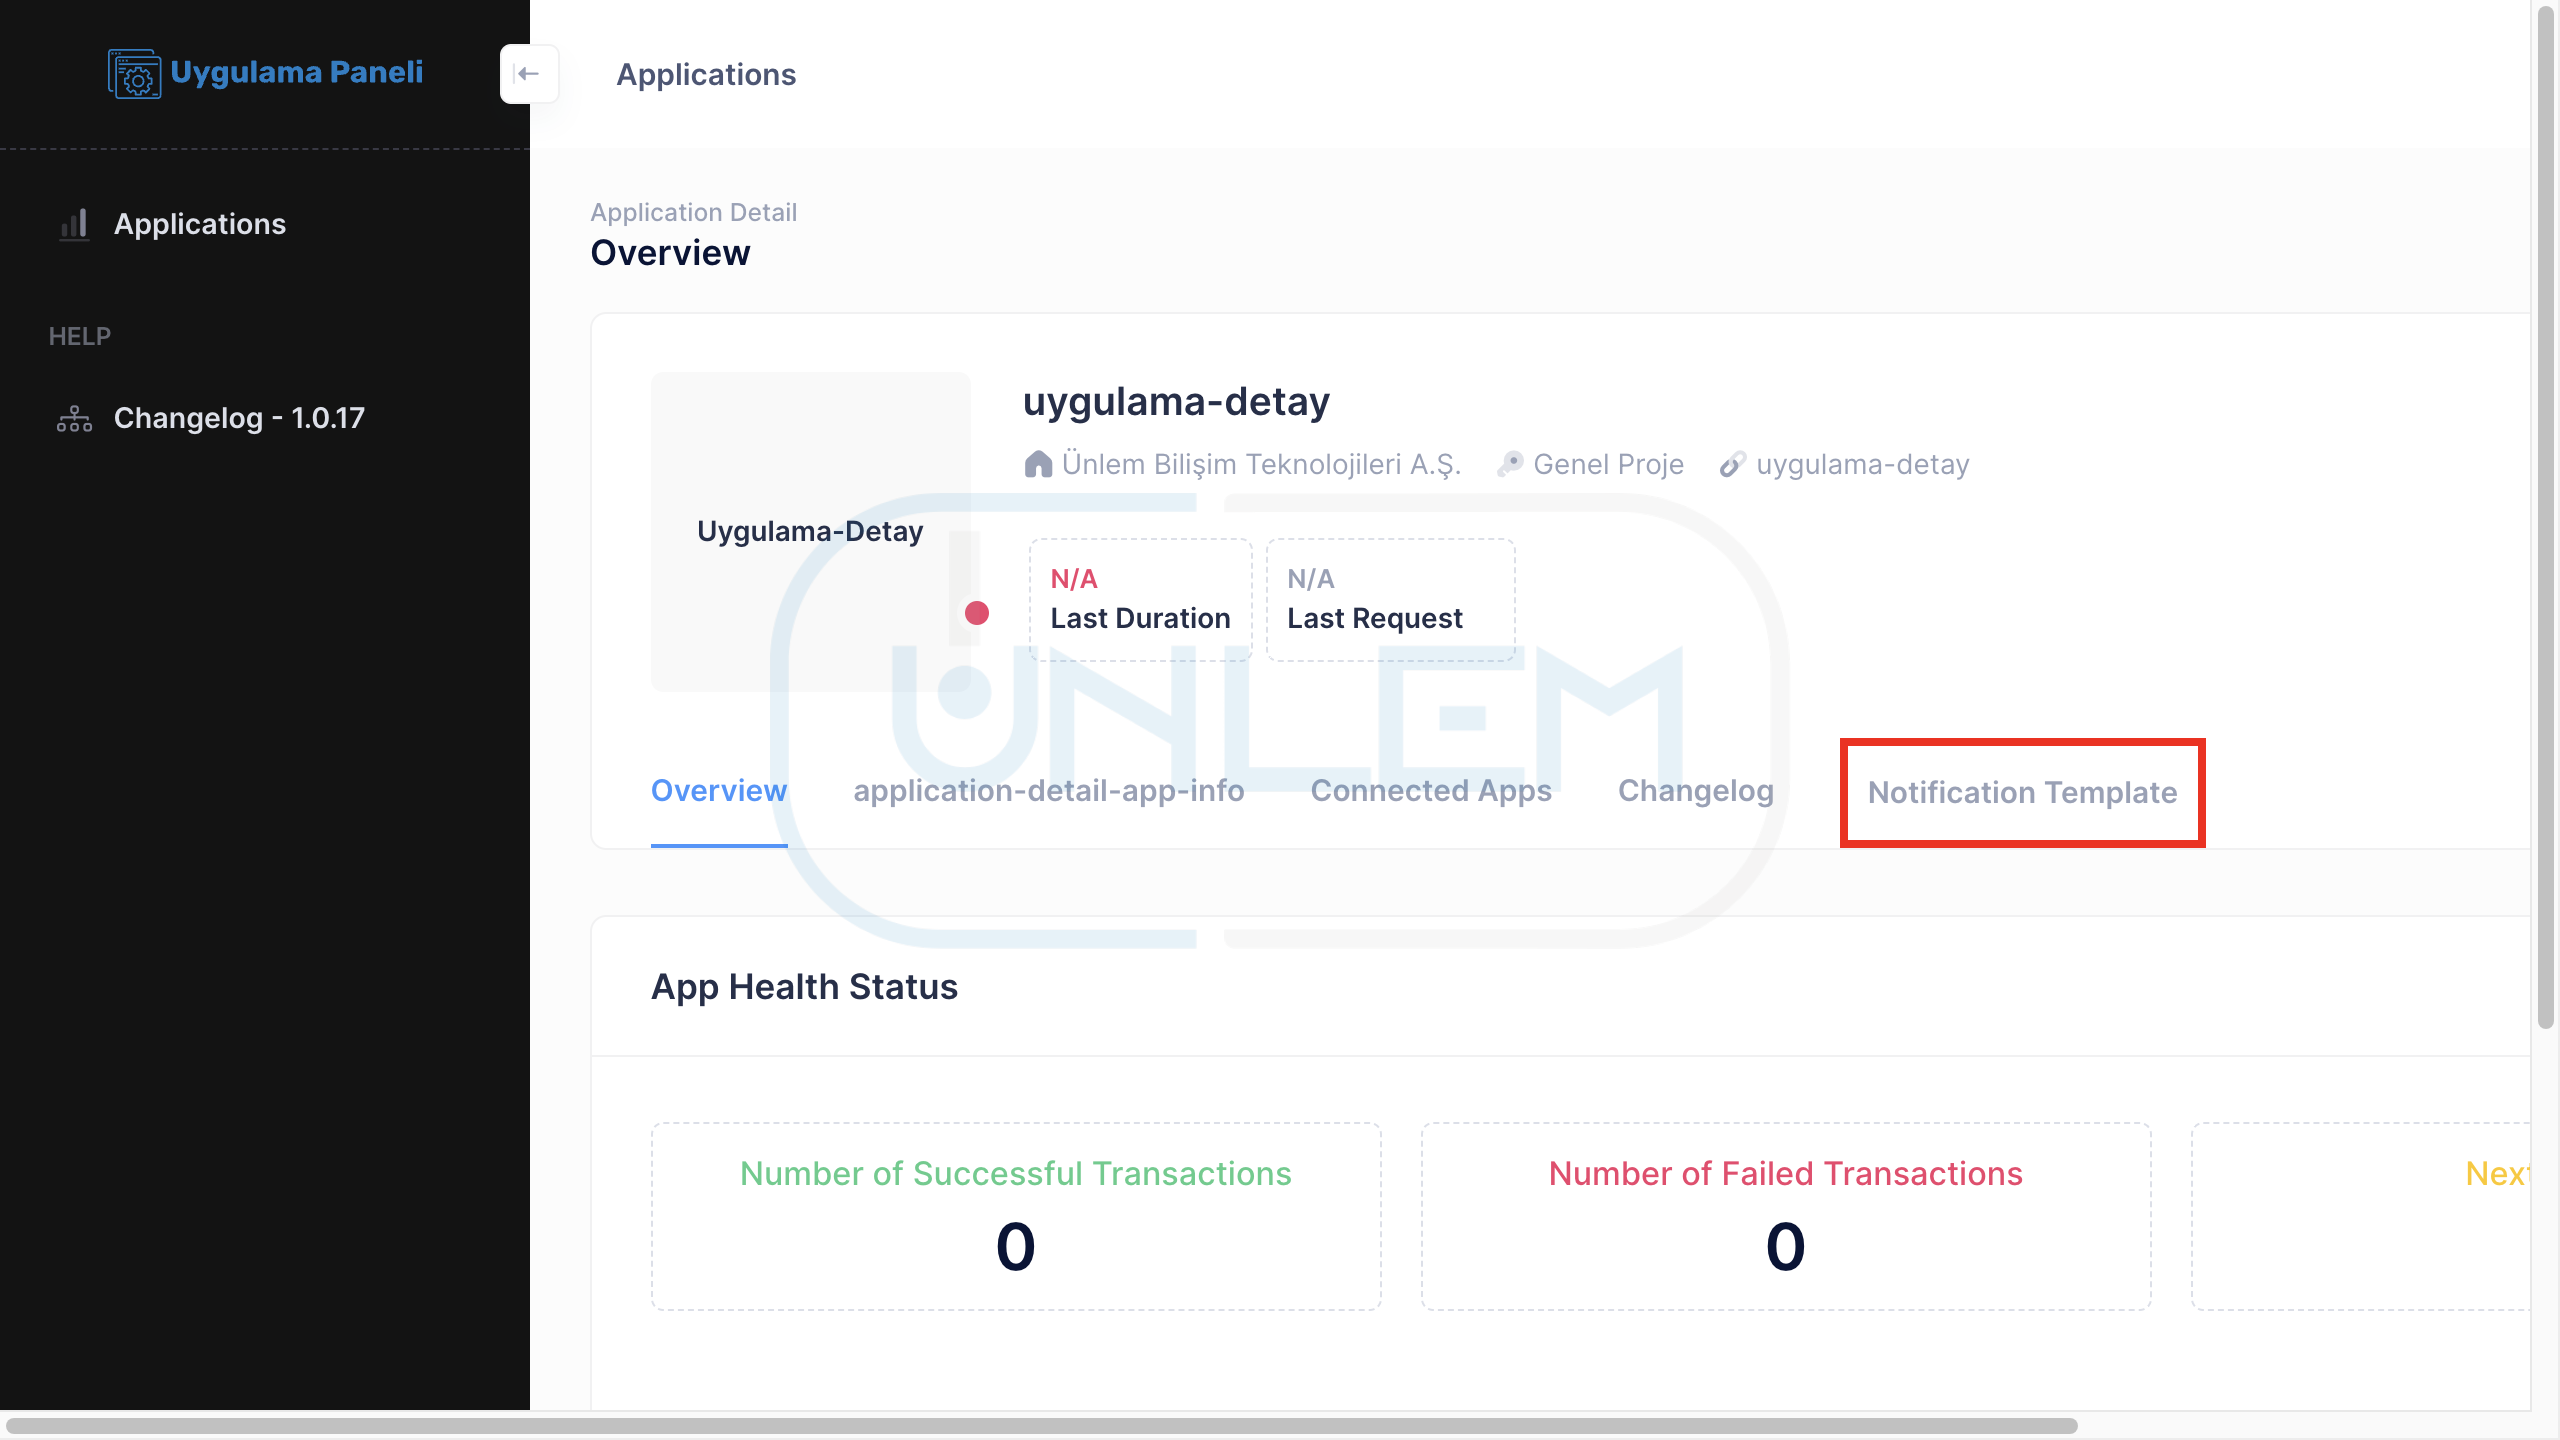 Uygulama Paneli
Applications
Applications
HELP
Changelog - 1.0.17
Application Detail
Overview
Uygulama-Detay
uygulama-detay
Ünlem Bilişim Teknolojileri A.Ş. Genel Proje uygulama-detay
N/A
Last Duration
N/A
Last Request
ÜNLEM
Overview application-detail-app-info Connected Apps Changelog Notification Template
App Health Status
Number of Successful Transactions
0
Number of Failed Transactions
0
Next